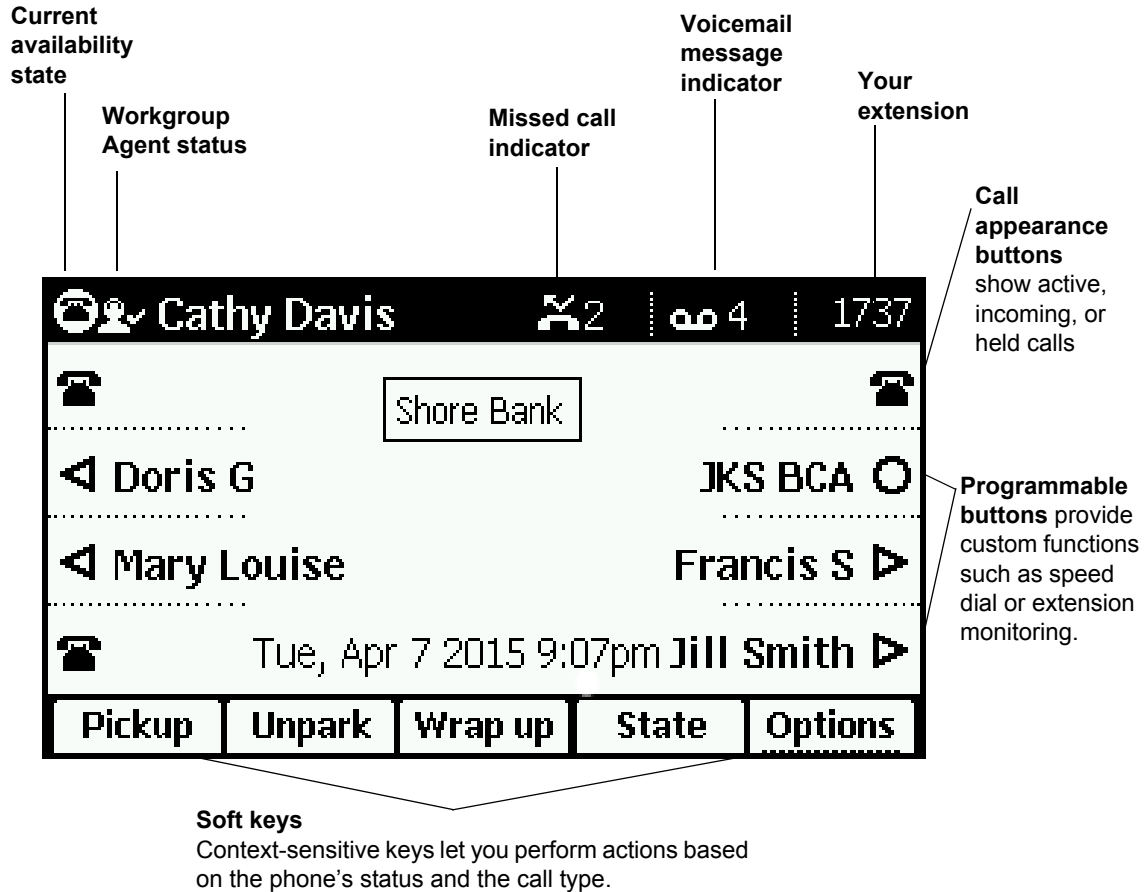 Current
availability
state
Workgroup
Agent status
Missed call
indicator
Voicemail
message
indicator
Your
extension
Call
appearance
buttons
show active,
incoming, or
held calls
Cathy Davis 2 4 1737
Shore Bank
Doris G JKS BCA
Mary Louise Francis S
Tue, Apr 7 2015 9:07pm Jill Smith
Programmable
buttons provide
custom functions
such as speed
dial or extension
monitoring.
Pickup Unpark Wrap up State Options
Soft keys
Context-sensitive keys let you perform actions based
on the phone's status and the call type.